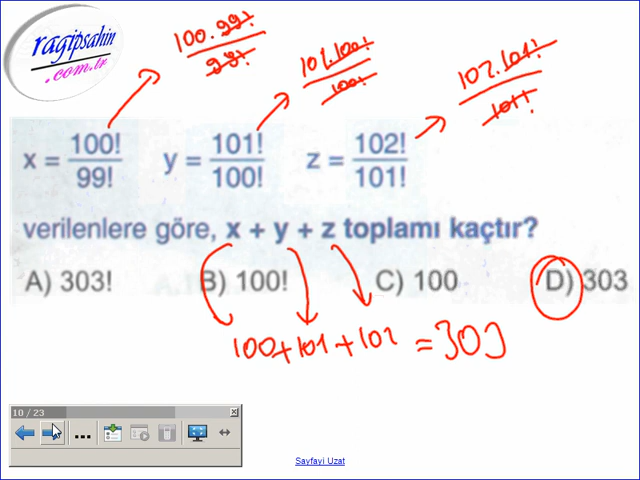 ragipsahin
.com.tr
100.99!
99!
101.100!
100!
102.101!
101!
x = 100!/99! y = 101!/100! z = 102!/101!
verilenlere göre, x + y + z toplamı kaçtır?
A) 303! B) 100! C) 100 D) 303
100+101+102 = 303
10 / 23
Sayfayi Uzat